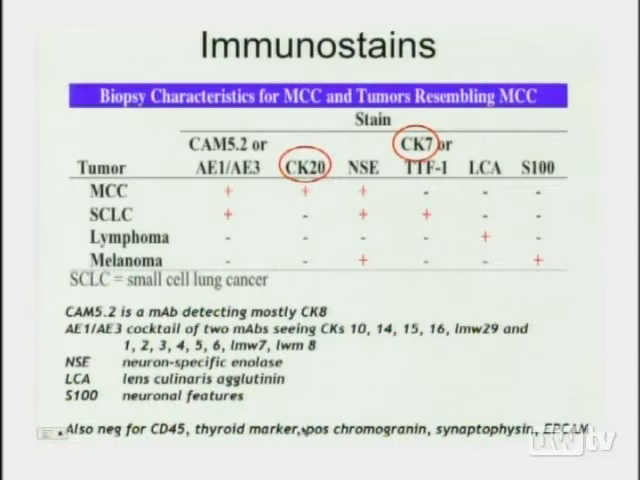 Immunostains
Biopsy Characteristics for MCC and Tumors Resembling MCC
Stain
CAM5.2 or CK7 or
Tumor AE1/AE3 CK20 NSE TTF-1 LCA S100
MCC + + + - - -
SCLC + - + + - -
Lymphoma - - - - + -
Melanoma - - + - - +
SCLC = small cell lung cancer
CAM5.2 is a mAb detecting mostly CK8
AE1/AE3 cocktail of two mAbs seeing CKs 10, 14, 15, 16, lmw29 and
1, 2, 3, 4, 5, 6, lmw7, lwm 8
NSE neuron-specific enolase
LCA lens culinaris agglutinin
S100 neuronal features
Also neg for CD45, thyroid marker, pos chromogranin, synaptophysin, EPCAM
uwtv